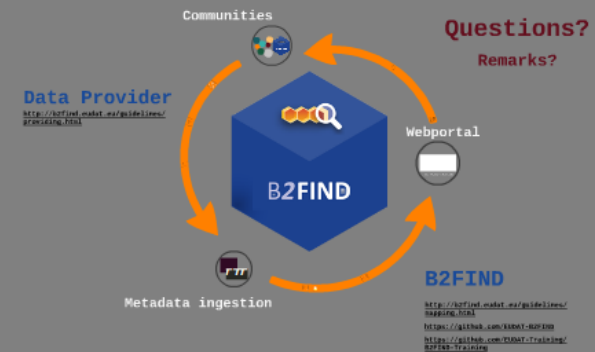 Communities
Questions?
Remarks?
Data Provider
http://b2find.eudat.eu/guidelines/
providing.html
Webportal
B2FIND
Metadata ingestion
B2FIND
http://b2find.eudat.eu/guidelines/
mapping.html
https://github.com/EUDAT-B2FIND
https://github.com/EUDAT-Training/
B2FIND-Training